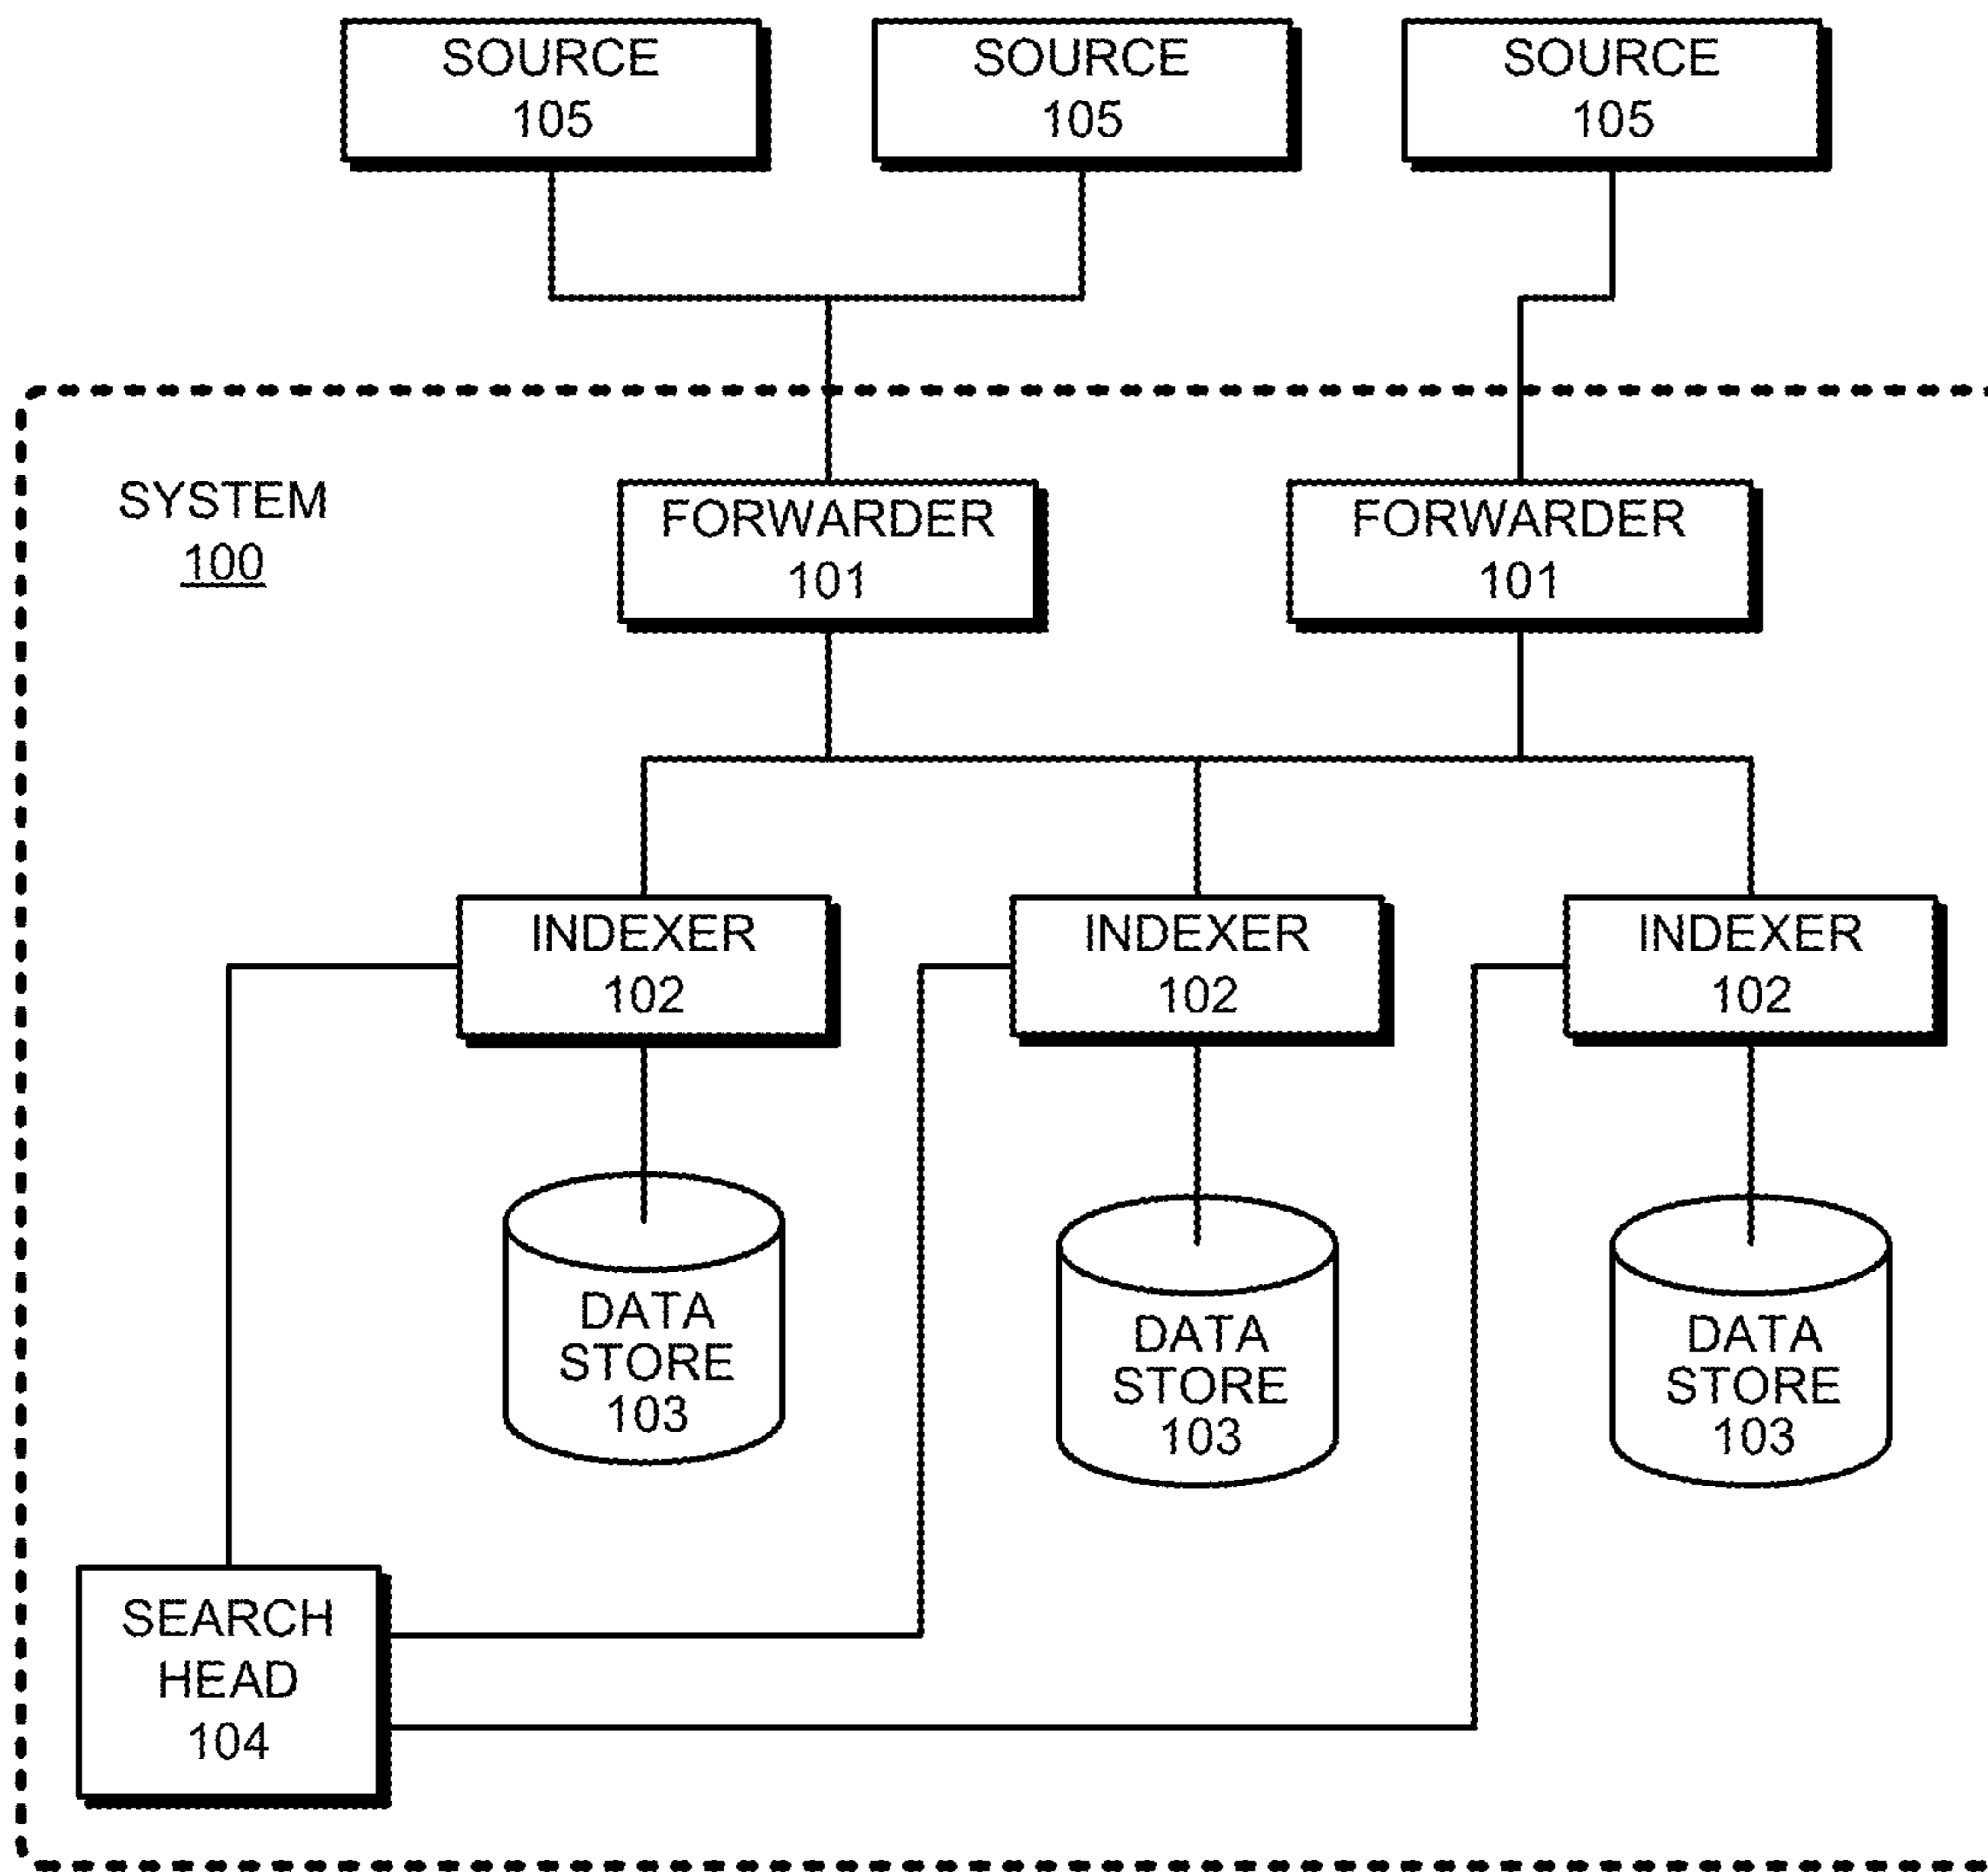 SOURCE
105
SOURCE
105
SOURCE
105
SYSTEM
100
FORWARDER
101
FORWARDER
101
INDEXER
102
INDEXER
102
INDEXER
102
DATA
STORE
103
DATA
STORE
103
DATA
STORE
103
SEARCH
HEAD
104